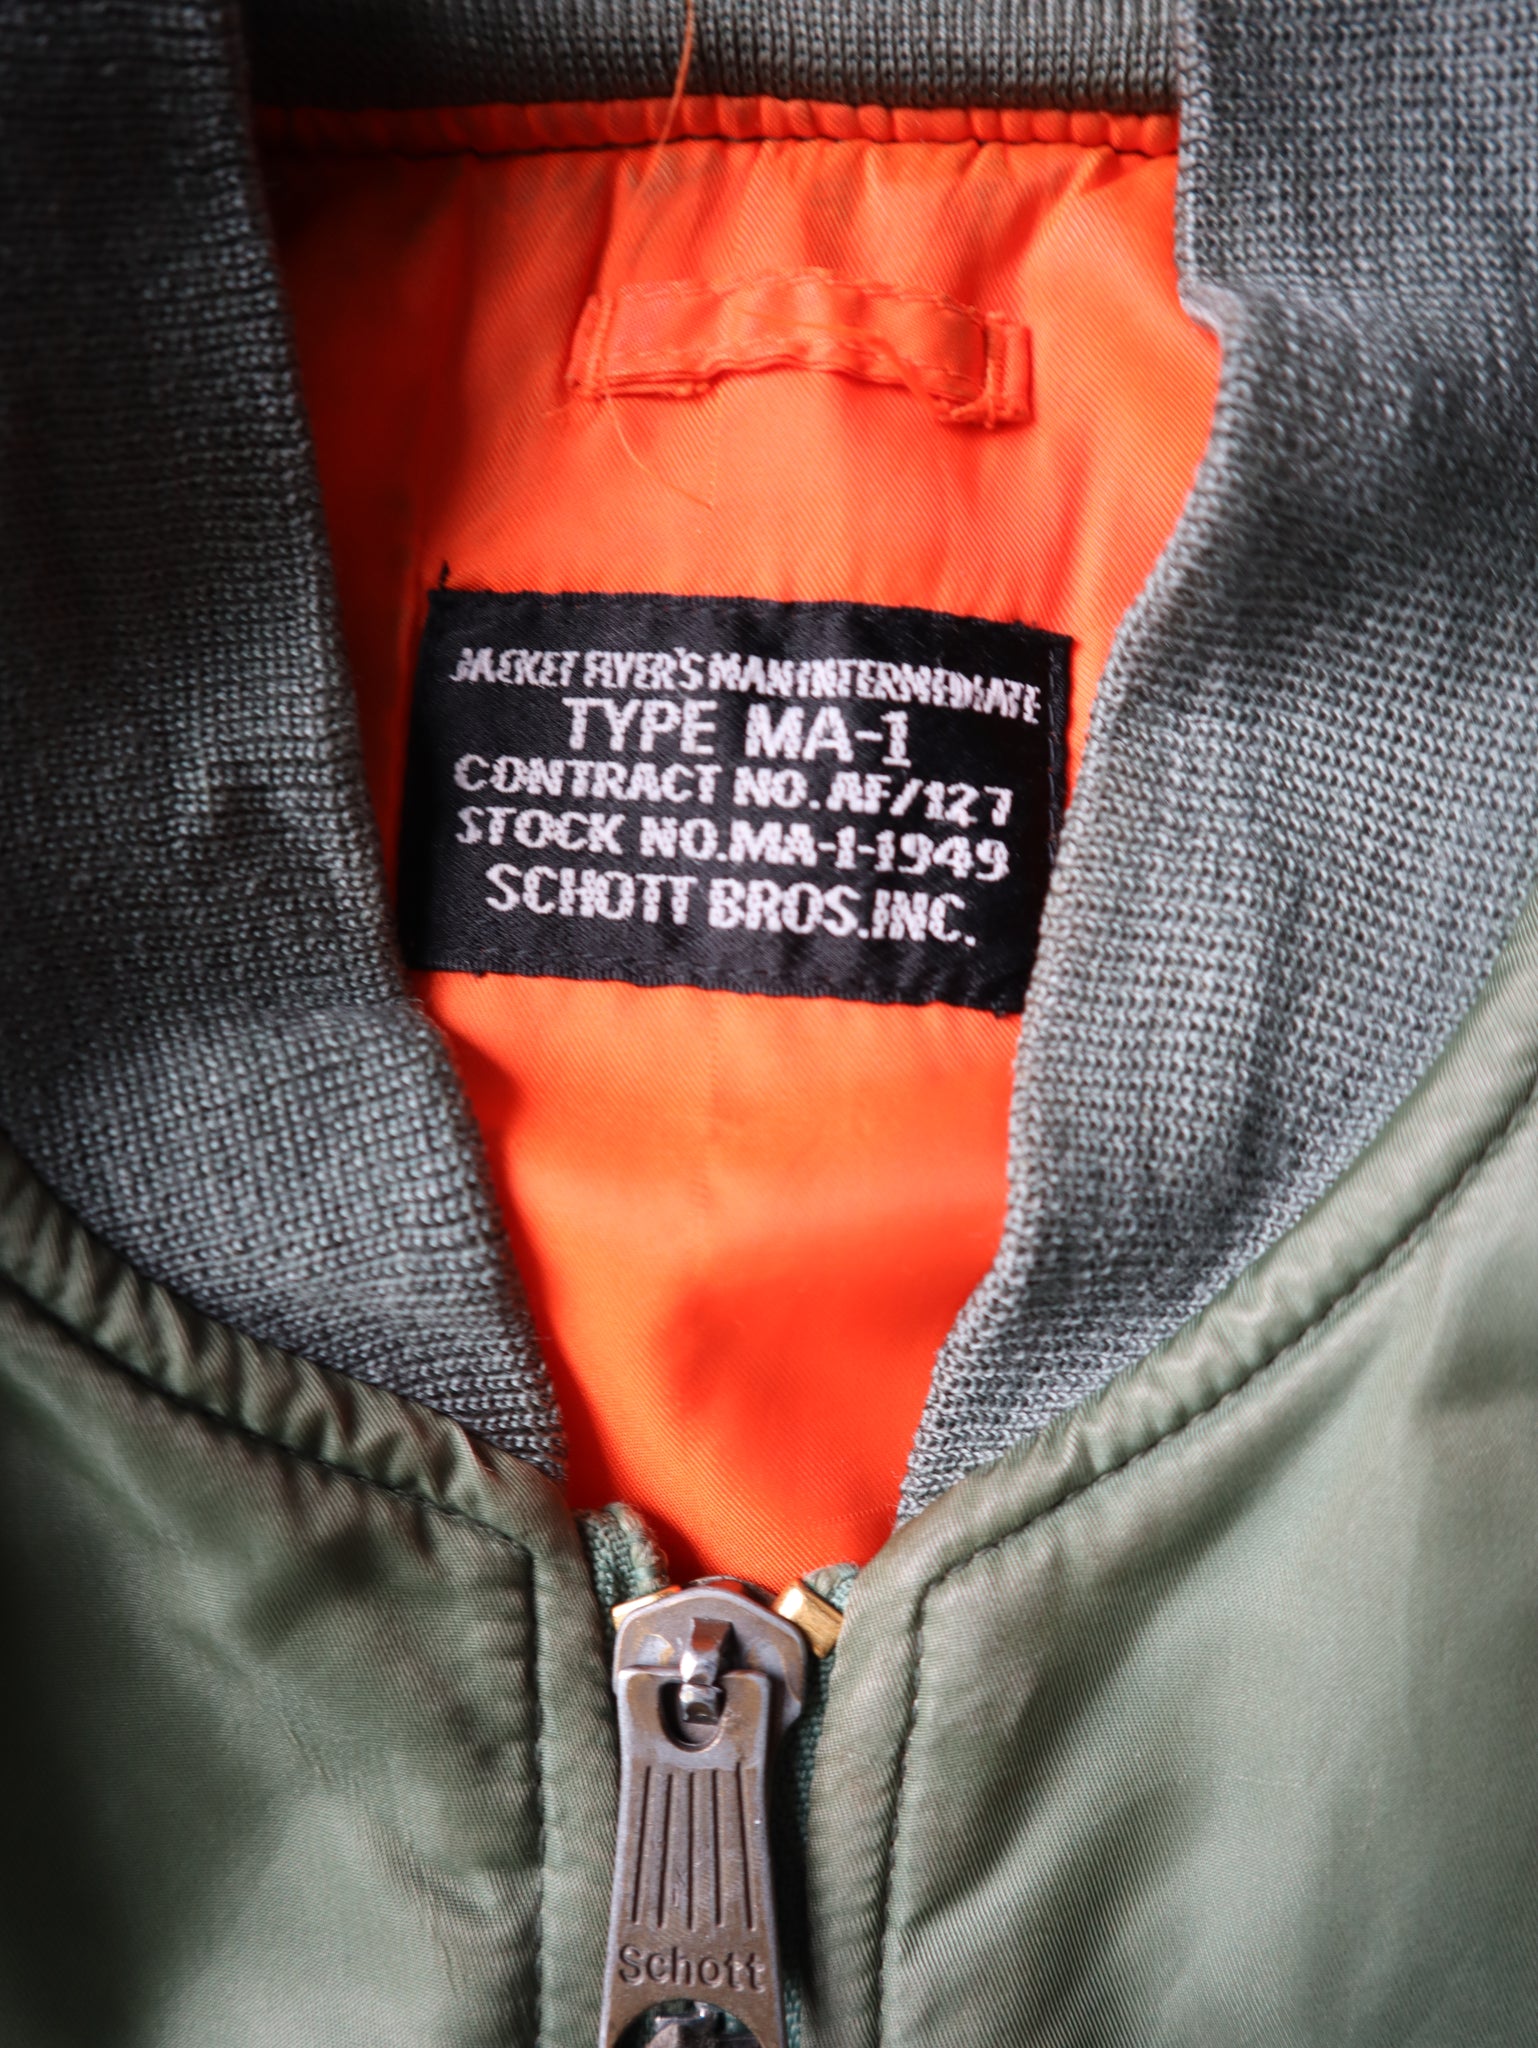 JACKET FLYER'S MAN INTERMEDIATE
TYPE MA-1
CONTRACT NO. AF/127
STOCK NO. MA-1-1949
SCHOTT BROS. INC.
Schott